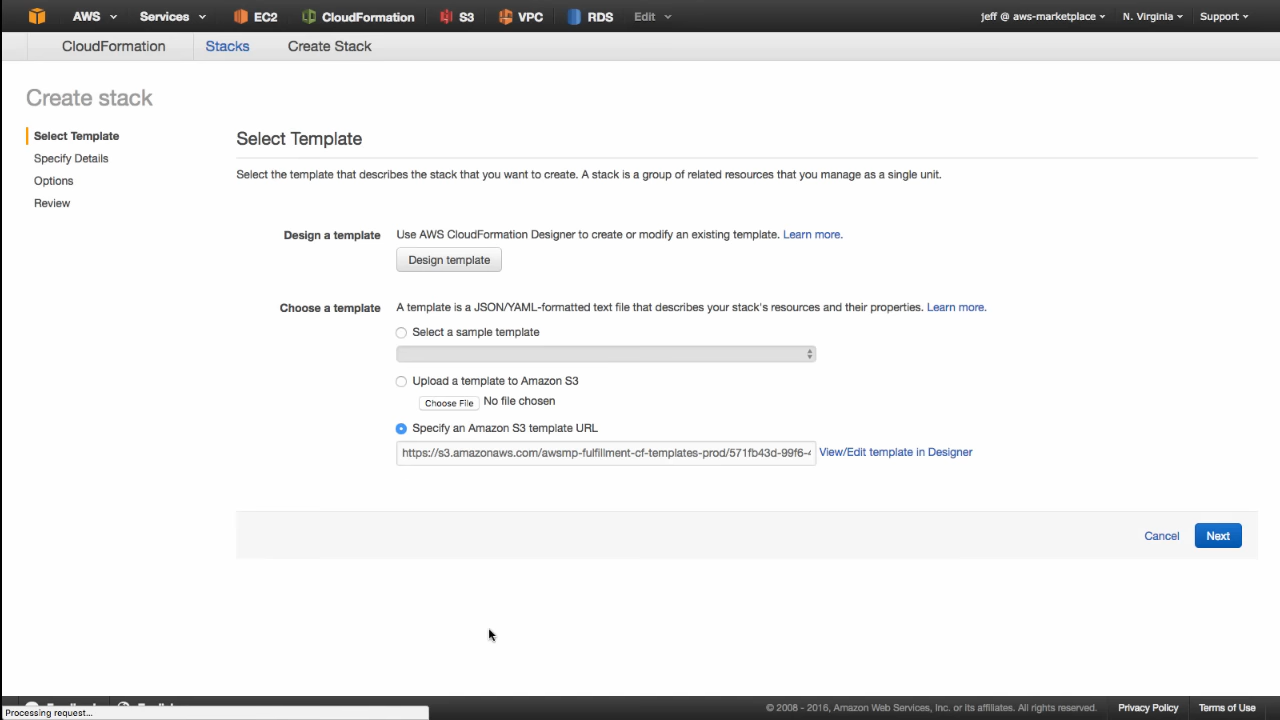 AWS Services EC2 CloudFormation S3 VPC RDS Edit jeff @ aws-marketplace N. Virginia Support
CloudFormation Stacks Create Stack
Create stack
Select Template
Specify Details
Options
Review
Select Template
Select the template that describes the stack that you want to create. A stack is a group of related resources that you manage as a single unit.
Design a template Use AWS CloudFormation Designer to create or modify an existing template. Learn more.
Design template
Choose a template A template is a JSON/YAML-formatted text file that describes your stack's resources and their properties. Learn more.
Select a sample template
Upload a template to Amazon S3
Choose File No file chosen
Specify an Amazon S3 template URL
https://s3.amazonaws.com/awsmp-fulfillment-cf-templates-prod/571fb43d-99f6- View/Edit template in Designer
Cancel Next
© 2008 - 2016, Amazon Web Services, Inc. or its affiliates. All rights reserved. Privacy Policy Terms of Use
Processing request...